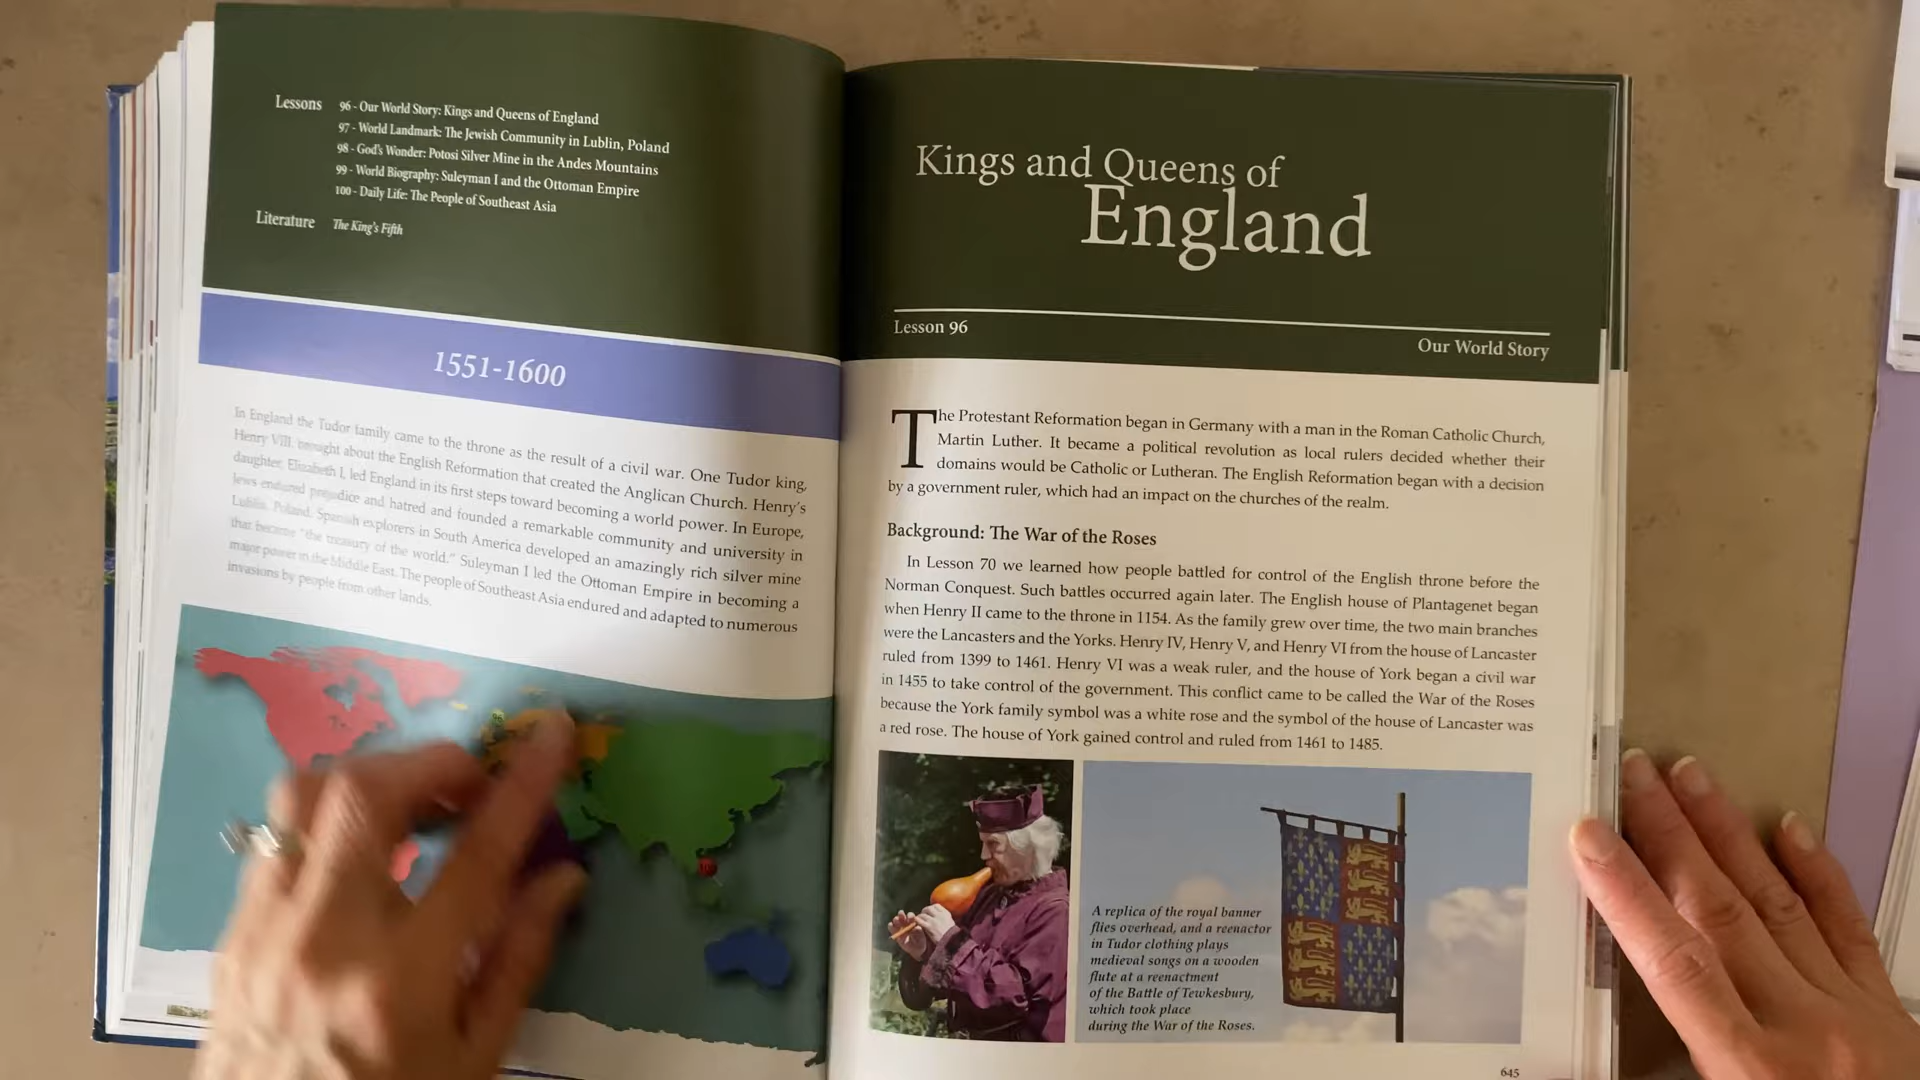 Lessons 96 - Our World Story: Kings and Queens of England
97 - World Landmark: The Jewish Community in Lublin, Poland
98 - God's Wonder: Potosi Silver Mine in the Andes Mountains
99 - World Biography: Suleyman I and the Ottoman Empire
100 - Daily Life: The People of Southeast Asia
Literature The King's Fifth
1551-1600
In England the Tudor family came to the throne as the result of a civil war. One Tudor king,
Henry VIII, brought about the English Reformation that created the Anglican Church. Henry's
daughter, Elizabeth I, led England in its first steps toward becoming a world power. In Europe,
Jews endured prejudice and hatred and founded a remarkable community and university in
Lublin, Poland. Spanish explorers in South America developed an amazingly rich silver mine
that became "the treasury of the world." Suleyman I led the Ottoman Empire in becoming a
major power in the Middle East. The people of Southeast Asia endured and adapted to numerous
invasions by people from other lands.
96
100
Kings and Queens of
England
Lesson 96
Our World Story
The Protestant Reformation began in Germany with a man in the Roman Catholic Church,
Martin Luther. It became a political revolution as local rulers decided whether their
domains would be Catholic or Lutheran. The English Reformation began with a decision
by a government ruler, which had an impact on the churches of the realm.
Background: The War of the Roses
In Lesson 70 we learned how people battled for control of the English throne before the
Norman Conquest. Such battles occurred again later. The English house of Plantagenet began
when Henry II came to the throne in 1154. As the family grew over time, the two main branches
were the Lancasters and the Yorks. Henry IV, Henry V, and Henry VI from the house of Lancaster
ruled from 1399 to 1461. Henry VI was a weak ruler, and the house of York began a civil war
in 1455 to take control of the government. This conflict came to be called the War of the Roses
because the York family symbol was a white rose and the symbol of the house of Lancaster was
a red rose. The house of York gained control and ruled from 1461 to 1485.
A replica of the royal banner
flies overhead, and a reenactor
in Tudor clothing plays
medieval songs on a wooden
flute at a reenactment
of the Battle of Tewkesbury,
which took place
during the War of the Roses.
645